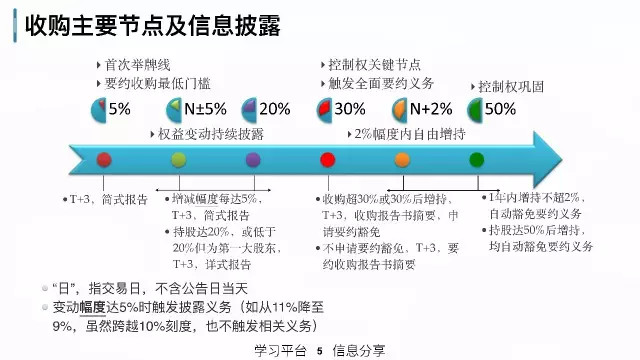 收购主要节点及信息披露
首次举牌线
要约收购最低门槛
控制权关键节点
触发全面要约义务
控制权巩固
5%
N±5%
20%
30%
N+2%
50%
权益变动持续披露
2%幅度内自由增持
T+3，简式报告
增减幅度每达5%，
T+3，简式报告
持股达20%，或低于
20%但为第一大股东，
T+3，详式报告
收购超30%或30%后增持，
T+3，收购报告书摘要，申
请要约豁免
不申请要约豁免，T+3，要
约收购报告书摘要
1年内增持不超2%，
自动豁免要约义务
持股达50%后增持，
均自动豁免要约义务
“日”，指交易日，不含公告日当天
变动幅度达5%时触发披露义务（如从11%降至
9%，虽然跨越10%刻度，也不触发相关义务）
学习平台 5 信息分享